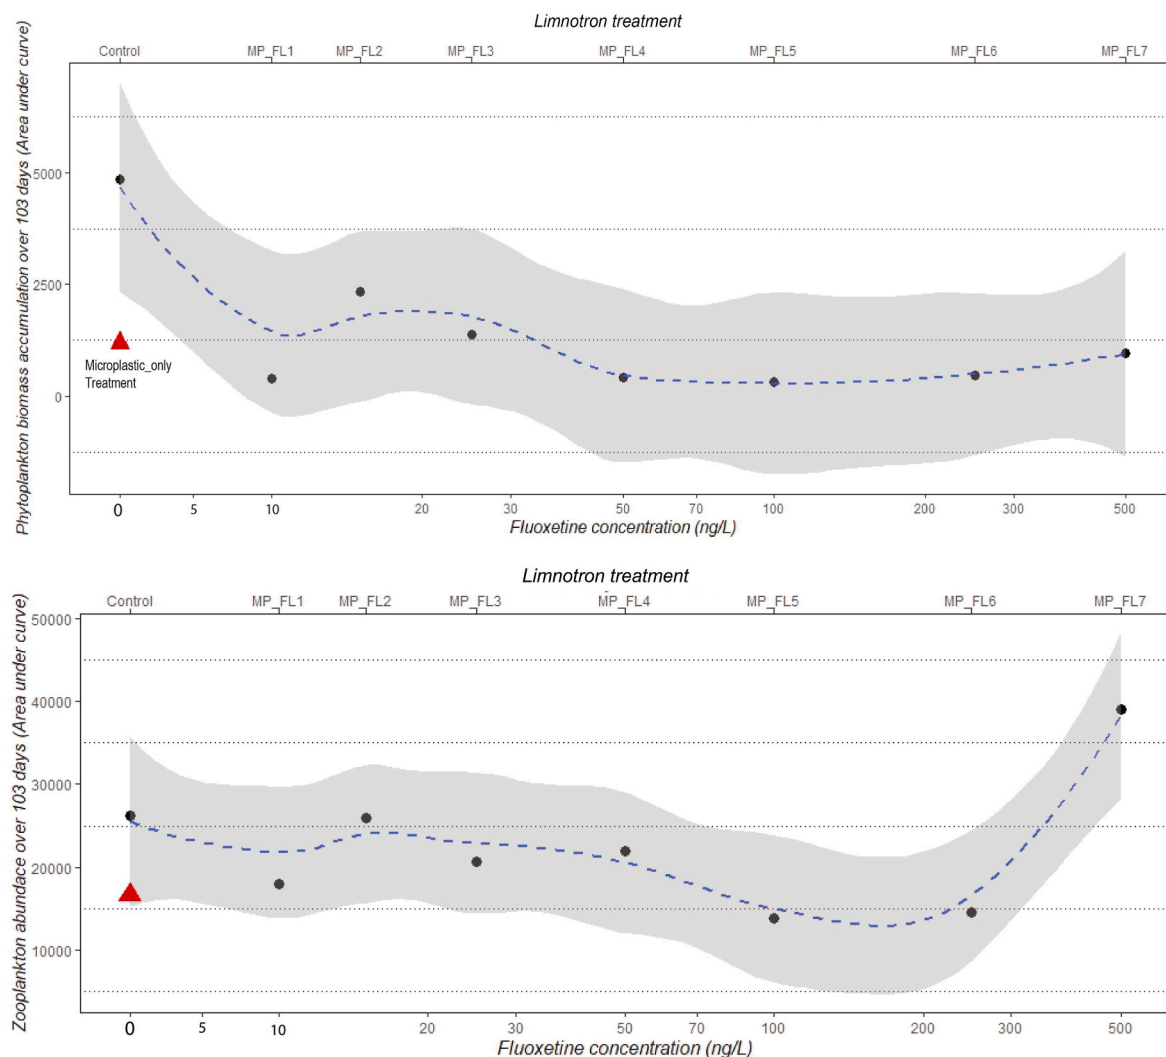 Limnotron treatment
Control MP_FL1 MP_FL2 MP_FL3 MP_FL4 MP_FL5 MP_FL6 MP_FL7
Phytoplankton biomass accumulation over 103 days (Area under curve)
5000
2500
0
Microplastic_only
Treatment
0 5 10 20 30 50 70 100 200 300 500
Fluoxetine concentration (ng/L)
Limnotron treatment
Control MP_FL1 MP_FL2 MP_FL3 MP_FL4 MP_FL5 MP_FL6 MP_FL7
Zooplankton abundace over 103 days (Area under curve)
50000
40000
30000
20000
10000
0 5 10 20 30 50 70 100 200 300 500
Fluoxetine concentration (ng/L)